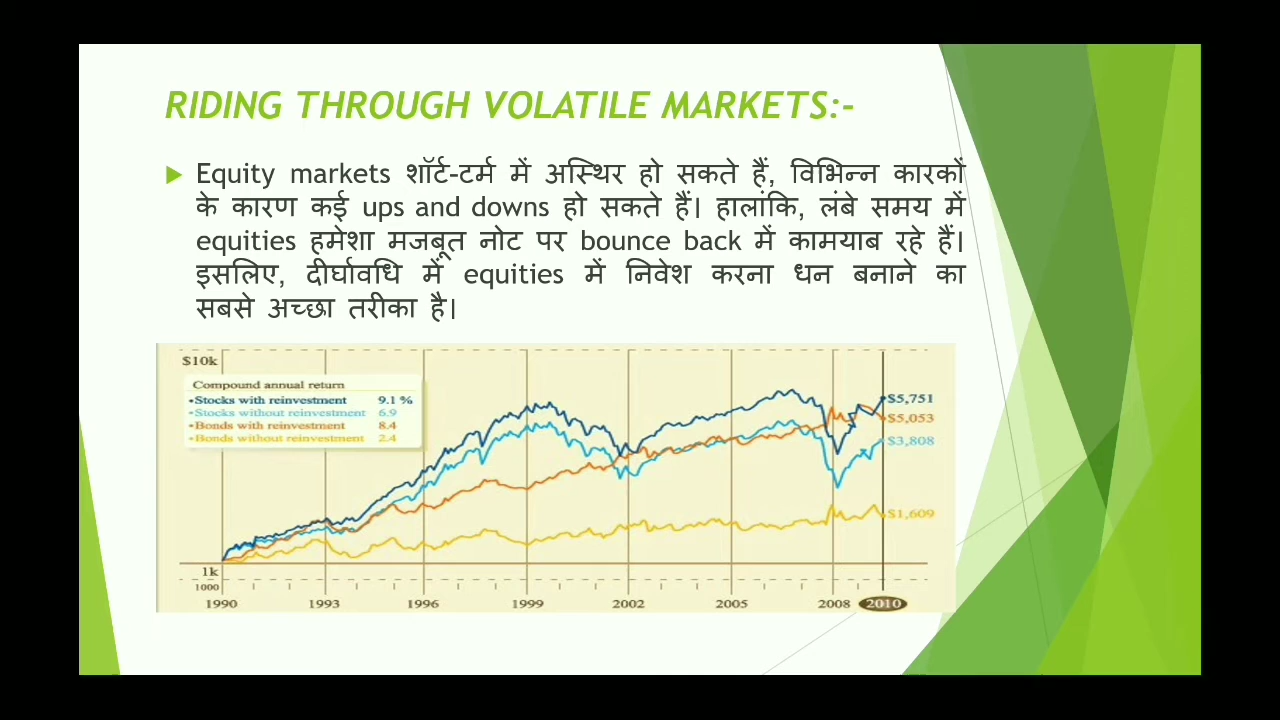 RIDING THROUGH VOLATILE MARKETS:-
Equity markets शॉर्ट-टर्म में अस्थिर हो सकते हैं, विभिन्न कारकों
के कारण कई ups and downs हो सकते हैं। हालांकि, लंबे समय में
equities हमेशा मजबूत नोट पर bounce back में कामयाब रहे हैं।
इसलिए, दीर्घावधि में equities में निवेश करना धन बनाने का
सबसे अच्छा तरीका है।
$10k
Compound annual return
•Stocks with reinvestment 9.1 %
•Stocks without reinvestment 6.9
•Bonds with reinvestment 8.4
•Bonds without reinvestment 2.4
$5,751
$5,053
$3,808
$1,609
1k
1000
1990 1993 1996 1999 2002 2005 2008 2010